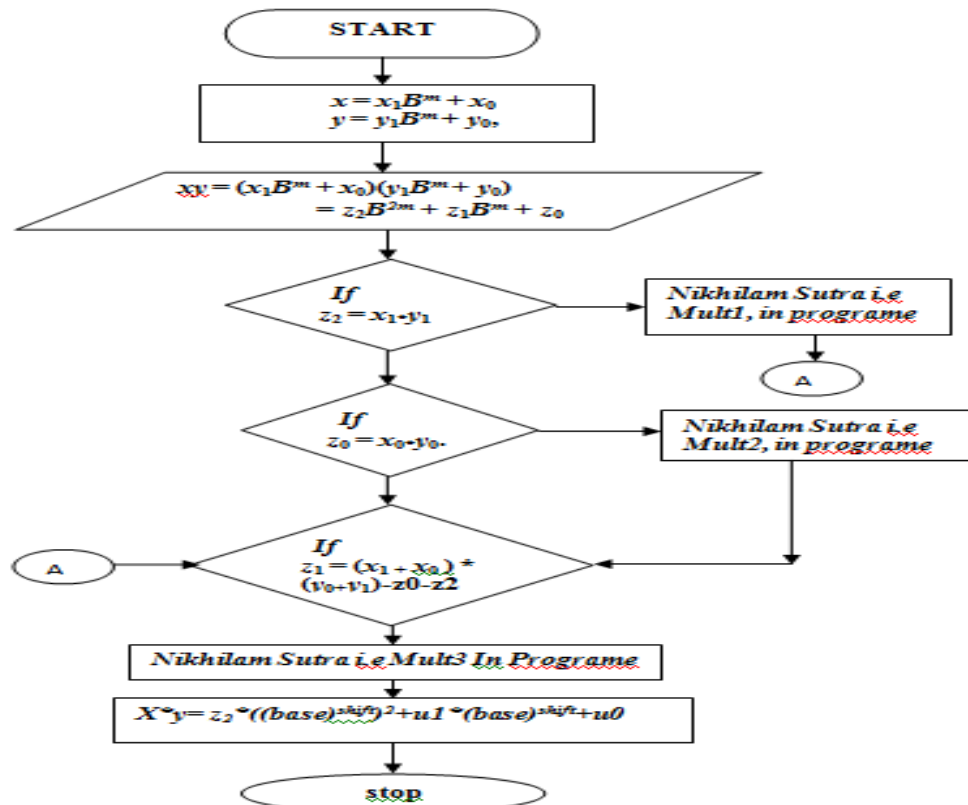 START
x = x₁Bᵐ + x₀
y = y₁Bᵐ + y₀,
xy = (x₁Bᵐ + x₀)(y₁Bᵐ + y₀)
= z₂B²ᵐ + z₁Bᵐ + z₀
If
z₂ = x₁•y₁
Nikhilam Sutra i,e
Mult1, in programe
A
If
z₀ = x₀•y₀.
Nikhilam Sutra i,e
Mult2, in programe
A
If
z₁ = (x₁ + x₀) *
(y₀+y₁)-z0-z2
Nikhilam Sutra i,e Mult3 In Programe
X*y= z₂*((base)ˢʰⁱᶠᵗ)²+u1*(base)ˢʰⁱᶠᵗ+u0
stop